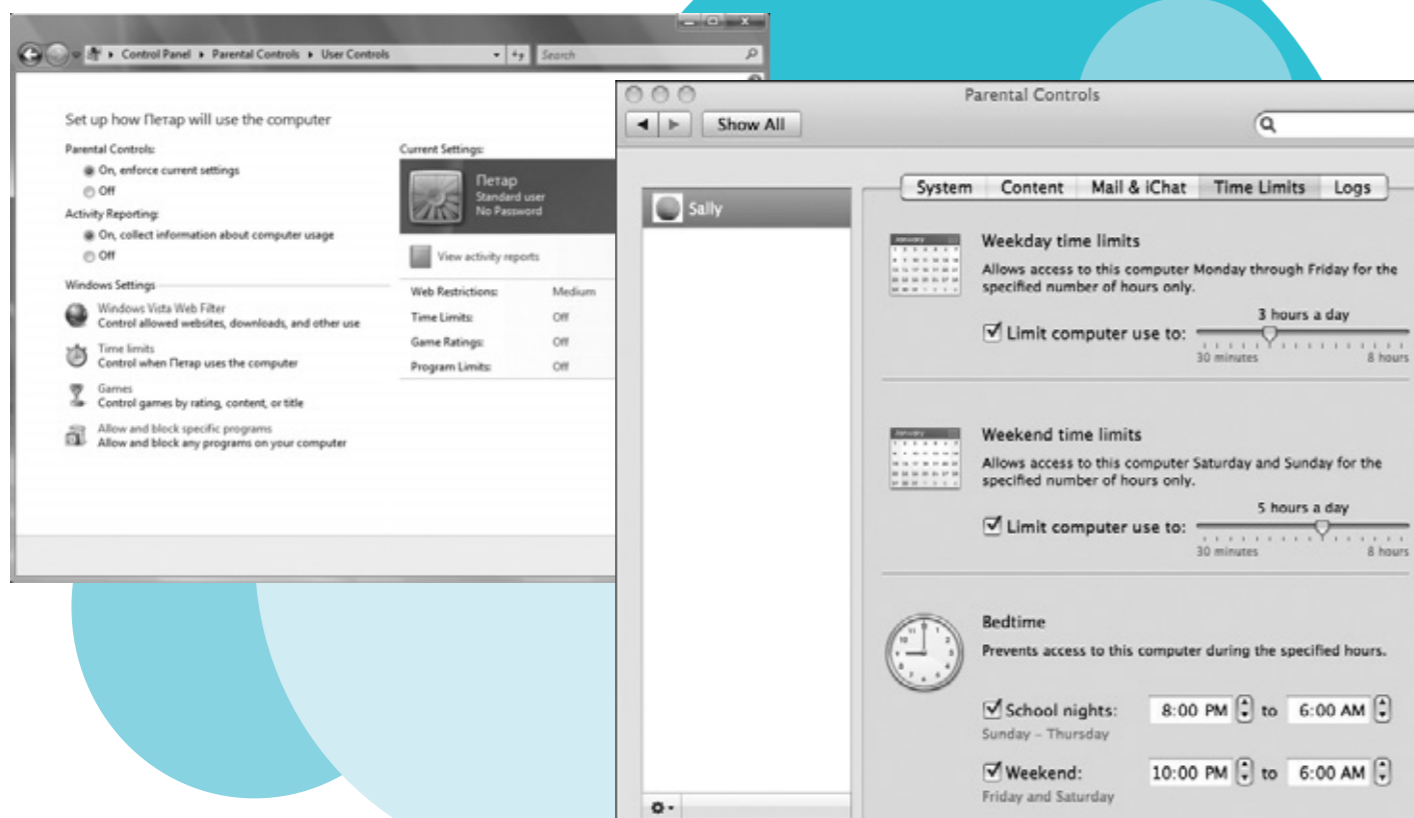 Control Panel ▸ Parental Controls ▸ User Controls
Search
Set up how Петар will use the computer
Parental Controls:
On, enforce current settings
Off
Activity Reporting:
On, collect information about computer usage
Off
Windows Settings
Windows Vista Web Filter
Control allowed websites, downloads, and other use
Time limits
Control when Петар uses the computer
Games
Control games by rating, content, or title
Allow and block specific programs
Allow and block any programs on your computer
Current Settings:
Петар
Standard user
No Password
View activity reports
Web Restrictions: Medium
Time Limits: Off
Game Ratings: Off
Program Limits: Off
Parental Controls
Show All
Sally
System Content Mail & iChat Time Limits Logs
Weekday time limits
Allows access to this computer Monday through Friday for the
specified number of hours only.
3 hours a day
Limit computer use to:
30 minutes 8 hours
Weekend time limits
Allows access to this computer Saturday and Sunday for the
specified number of hours only.
5 hours a day
Limit computer use to:
30 minutes 8 hours
Bedtime
Prevents access to this computer during the specified hours.
School nights: 8:00 PM to 6:00 AM
Sunday – Thursday
Weekend: 10:00 PM to 6:00 AM
Friday and Saturday